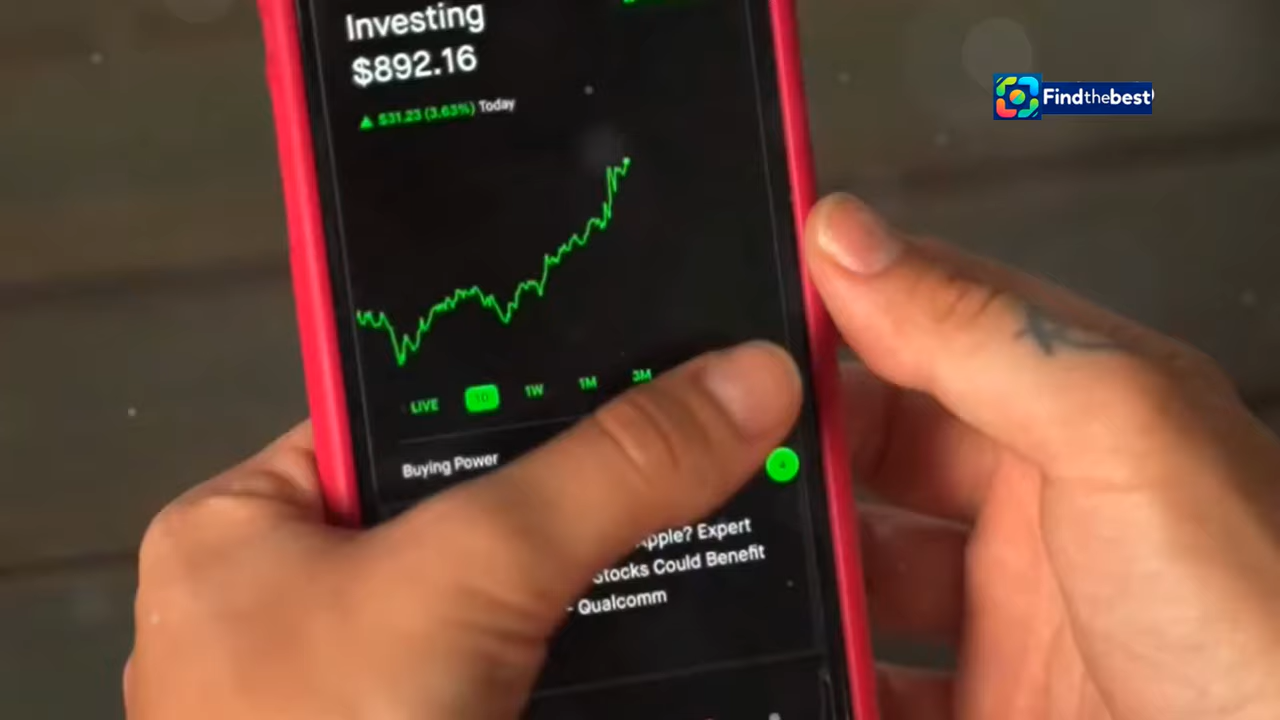 Investing
$892.16
$31.23 (3.63%) Today
Findthebest
LIVE 1D 1W 1M 3M
Buying Power
Apple? Expert
Stocks Could Benefit
- Qualcomm